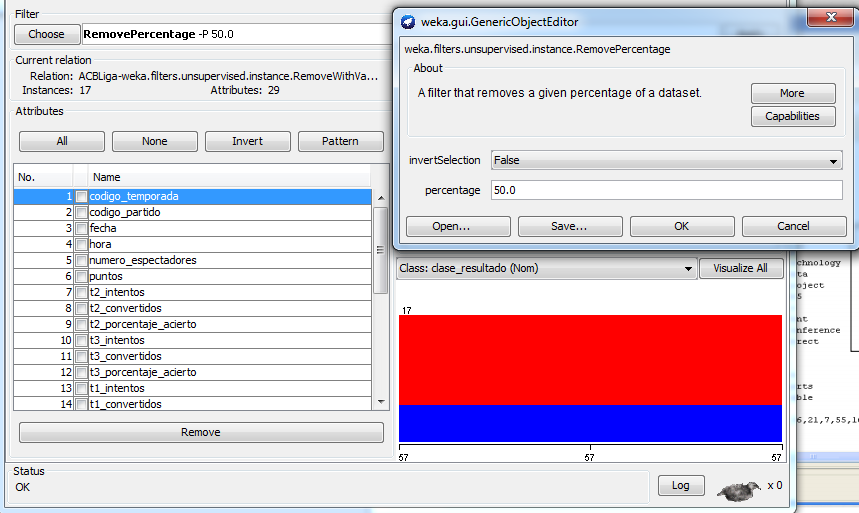 Filter
Choose RemovePercentage -P 50.0
Current relation
Relation: ACBLiga-weka.filters.unsupervised.instance.RemoveWithVa...
Instances: 17 Attributes: 29
Attributes
All None Invert Pattern
No. Name
1 codigo_temporada
2 codigo_partido
3 fecha
4 hora
5 numero_espectadores
6 puntos
7 t2_intentos
8 t2_convertidos
9 t2_porcentaje_acierto
10 t3_intentos
11 t3_convertidos
12 t3_porcentaje_acierto
13 t1_intentos
14 t1_convertidos
Remove
Status
OK
Log x 0
weka.gui.GenericObjectEditor
weka.filters.unsupervised.instance.RemovePercentage
About
A filter that removes a given percentage of a dataset.
More
Capabilities
invertSelection False
percentage 50.0
Open... Save... OK Cancel
Class: clase_resultado (Nom) Visualize All
17
57 57 57
chnology
ta
oject
5
nt
nference
rect
rts
ble
6,21,7,55,16